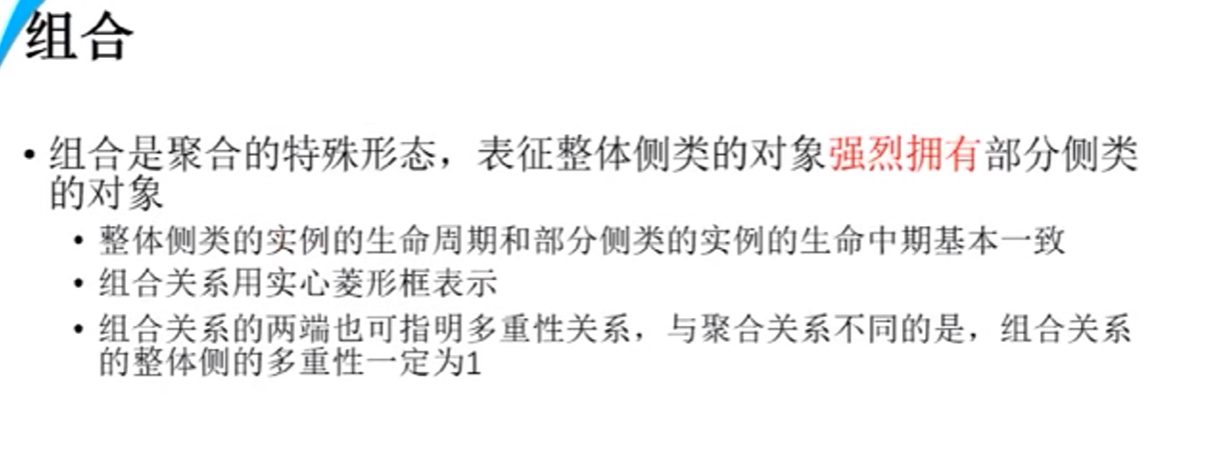 组合
• 组合是聚合的特殊形态，表征整体侧类的对象强烈拥有部分侧类
的对象
• 整体侧类的实例的生命周期和部分侧类的实例的生命中期基本一致
• 组合关系用实心菱形框表示
• 组合关系的两端也可指明多重性关系，与聚合关系不同的是，组合关系
的整体侧的多重性一定为1